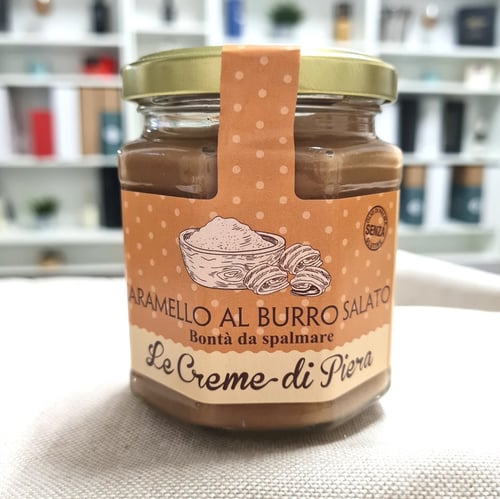 SENZA
ARAMELLO AL BURRO SALATO
Bontà da spalmare
Le Creme di Piera